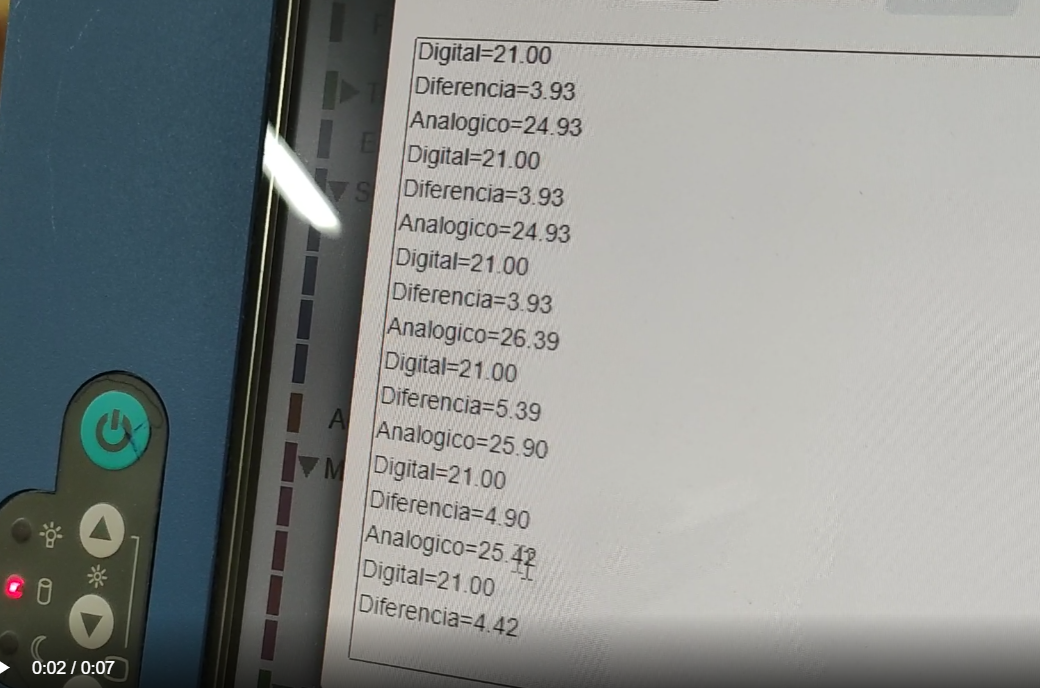 Digital=21.00
Diferencia=3.93
Analogico=24.93
Digital=21.00
Diferencia=3.93
Analogico=24.93
Digital=21.00
Diferencia=3.93
Analogico=26.39
Digital=21.00
Diferencia=5.39
Analogico=25.90
Digital=21.00
Diferencia=4.90
Analogico=25.42
Digital=21.00
Diferencia=4.42
T
E
S
A
M
0:02 / 0:07